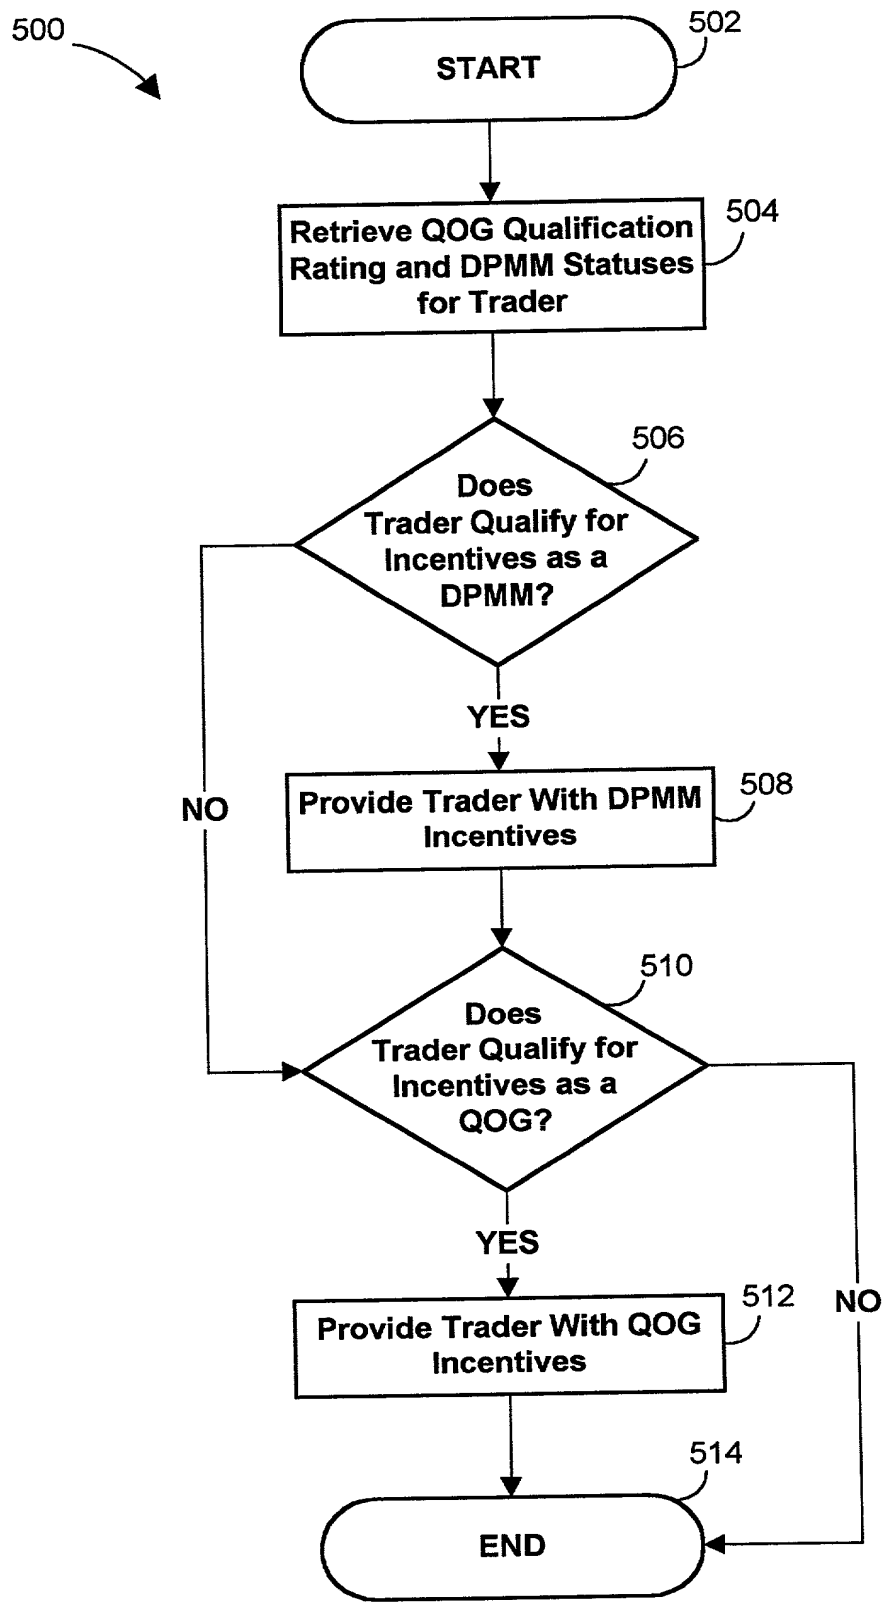 500
502
START
504
Retrieve QOG Qualification
Rating and DPMM Statuses
for Trader
506
Does
Trader Qualify for
Incentives as a
DPMM?
YES
NO
508
Provide Trader With DPMM
Incentives
510
Does
Trader Qualify for
Incentives as a
QOG?
YES
NO
512
Provide Trader With QOG
Incentives
514
END